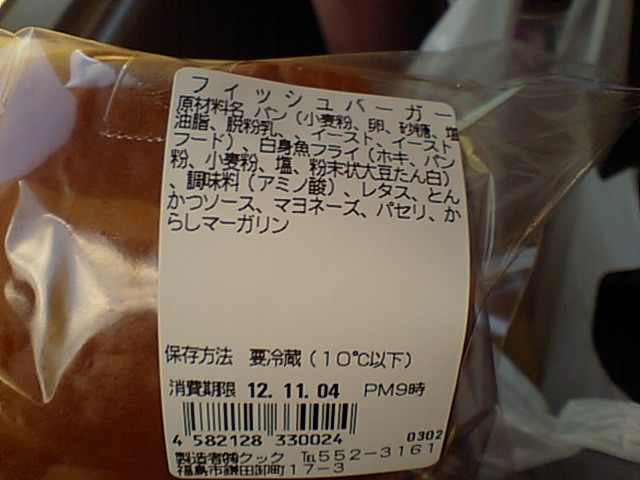 フィッシュバーガー
原材料名 パン（小麦粉、卵、砂糖、塩
油脂、脱粉乳、、イースト、イースト
フード）、白身魚フライ（ホキ、パン
粉、小麦粉、塩、粉末状大豆たん白）
、調味料（アミノ酸）、レタス、とん
かつソース、マヨネーズ、パセリ、か
らしマーガリン
保存方法 要冷蔵（10℃以下）
消費期限 12.11.04 PM9時
4 582128 330024 0302
製造者㈱クック ℡552-3161
福島市鎌田卸町17-3